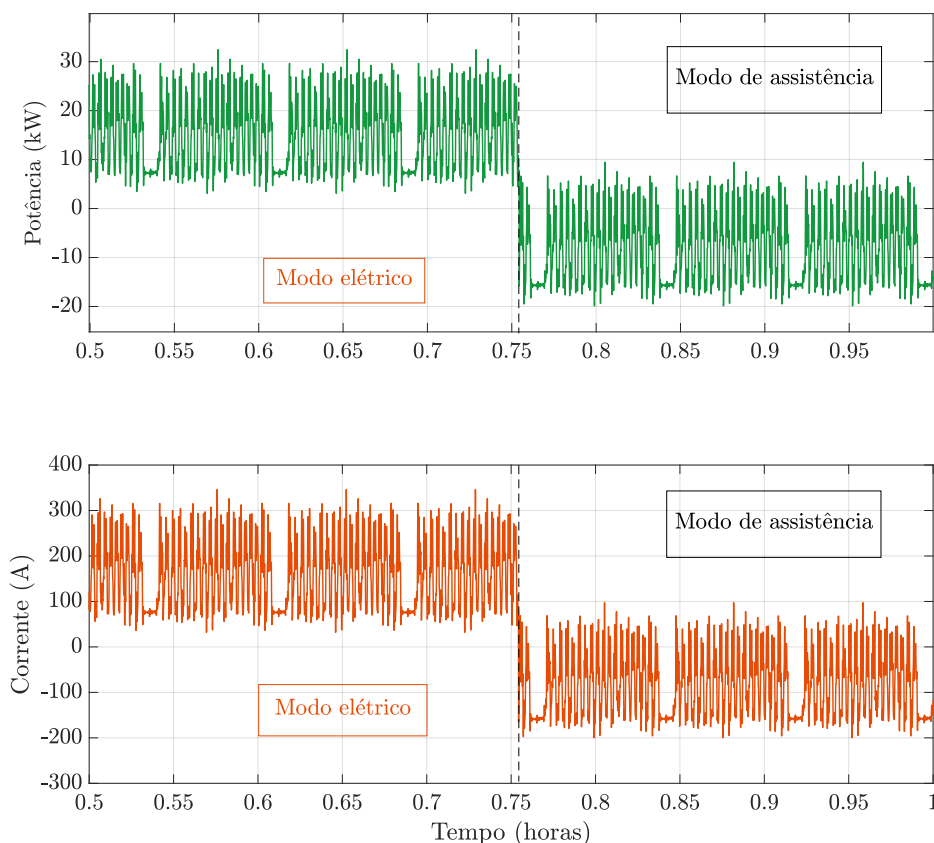 Potência (kW)
30
20
10
0
-10
-20
Modo de assistência
Modo elétrico
0.5 0.55 0.6 0.65 0.7 0.75 0.8 0.85 0.9 0.95
Corrente (A)
400
300
200
100
0
-100
-200
-300
Modo de assistência
Modo elétrico
0.5 0.55 0.6 0.65 0.7 0.75 0.8 0.85 0.9 0.95 1
Tempo (horas)